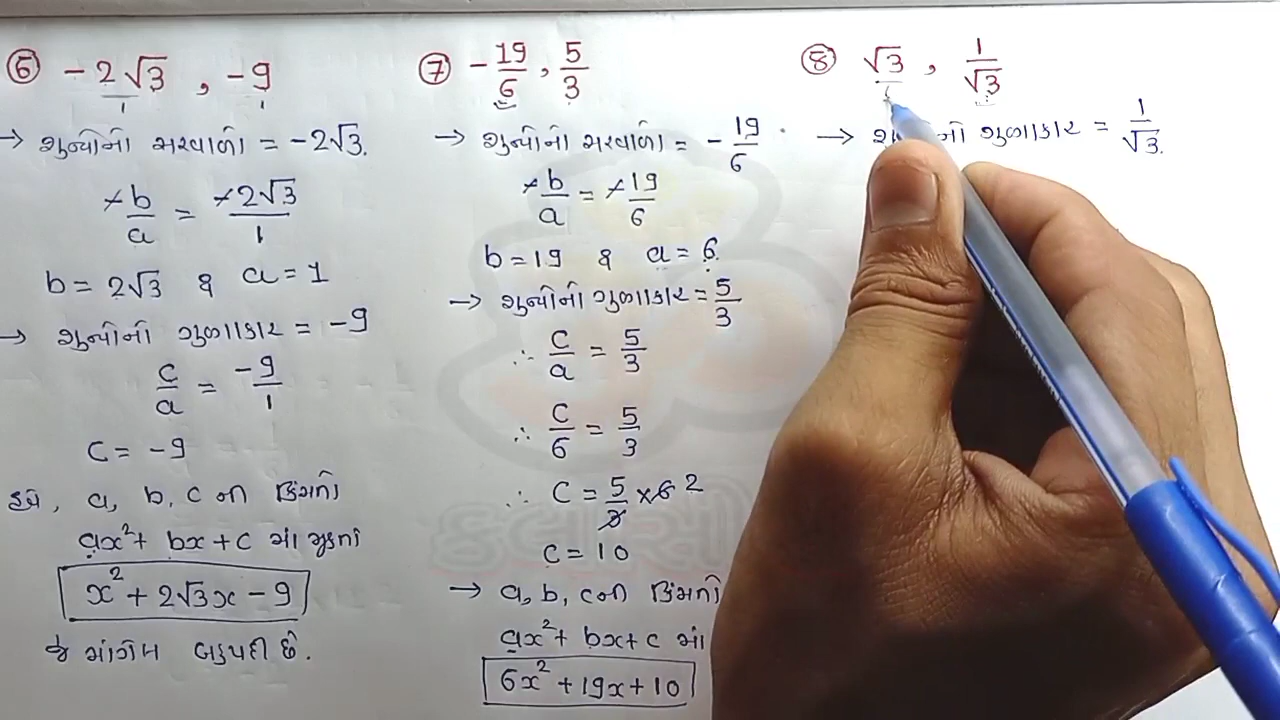 ⑥ -2√3 , -9
→ શૂન્યોનો સરવાળો = -2√3.
-b/a = -2√3/1
b = 2√3 & a = 1
→ શૂન્યોનો ગુણાકાર = -9
c/a = -9/1
c = -9
હવે, a, b, c ની કિંમતો
ax²+ bx + c માં મુકતાં
x² + 2√3x - 9
જે માંગેલ બહુપદી છે.
⑦ -19/6 , 5/3
→ શૂન્યોનો સરવાળો = -19/6
-b/a = -19/6
b = 19 & a = 6
→ શૂન્યોનો ગુણાકાર = 5/3
∴ c/a = 5/3
∴ c/6 = 5/3
∴ c = 5/3 × 6 2
c = 10
→ a, b, c ની કિંમતો
ax²+ bx + c માં
6x² + 19x + 10
⑧ √3/1 , 1/√3
→ ગુણાકાર = 1/√3.